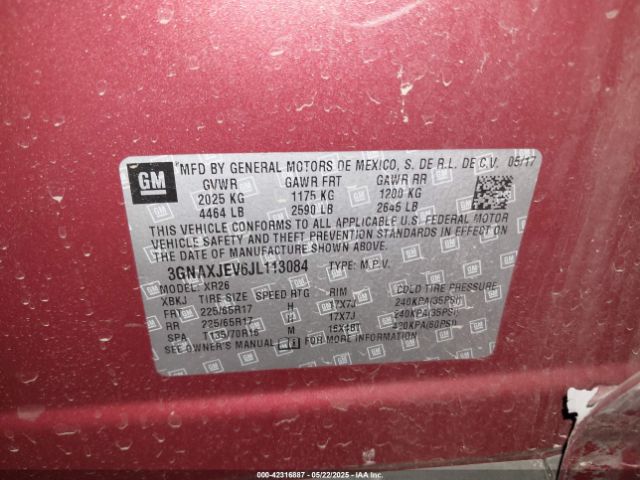 GM
MFD BY GENERAL MOTORS DE MEXICO, S. DE R.L. DE C.V. 05/17
GVWR GAWR FRT GAWR RR
2025 KG 1175 KG 1200 KG
4464 LB 2590 LB 2645 LB
THIS VEHICLE CONFORMS TO ALL APPLICABLE U.S. FEDERAL MOTOR
VEHICLE SAFETY AND THEFT PREVENTION STANDARDS IN EFFECT ON
THE DATE OF MANUFACTURE SHOWN ABOVE.
3GNAXJEV6JL113084 TYPE: M.P.V.
MODEL: XR26
XBKJ TIRE SIZE SPEED RTG RIM COLD TIRE PRESSURE
FRT 225/65R17 H 17X7J 240KPA(35PSI)
RR 225/65R17 H 17X7J 240KPA(35PSI)
SPA T135/70R16 M 16X4BT 420KPA(60PSI)
SEE OWNER'S MANUAL FOR MORE INFORMATION
000-42316887 - 05/22/2025 - IAAI.com